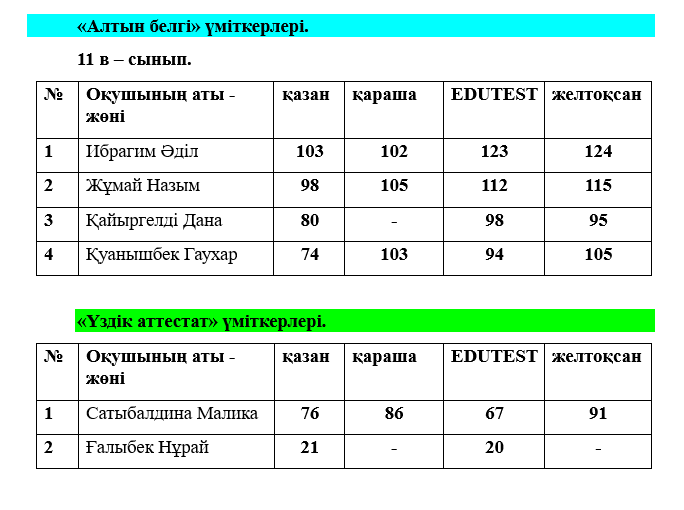 «Алтын белгі» үміткерлері.
11 в – сынып.
№ Оқушының аты - қазан қараша EDUTEST желтоқсан
жөні
1 Ибрагим Әділ 103 102 123 124
2 Жұмай Назым 98 105 112 115
3 Қайыргелді Дана 80 - 98 95
4 Қуанышбек Гаухар 74 103 94 105
«Үздік аттестат» үміткерлері.
№ Оқушының аты - қазан қараша EDUTEST желтоқсан
жөні
1 Сатыбалдина Малика 76 86 67 91
2 Ғалыбек Нұрай 21 - 20 -